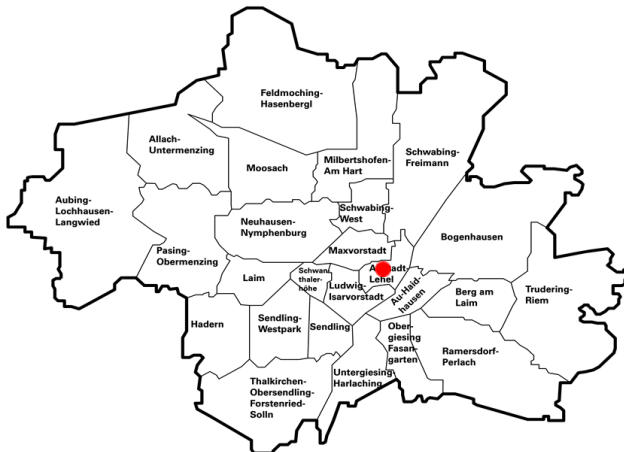 Feldmoching-
Hasenbergl
Allach-
Untermenzing
Moosach
Milbertshofen-
Am Hart
Schwabing-
Freimann
Aubing-
Lochhausen-
Langwied
Schwabing-
West
Neuhausen-
Nymphenburg
Bogenhausen
Pasing-
Obermenzing
Maxvorstadt
Laim
Schwan
thaler-
höhe
Lehel
Ludwig-
Isarvorstadt
Au-Haid-
hausen
Berg am
Laim
Trudering-
Riem
Hadern
Sendling-
Westpark
Sendling
Ober-
giesing
Fasan-
garten
Ramersdorf-
Perlach
Untergiesing-
Harlaching
Thalkirchen-
Obersendling-
Forstenried-
Solln